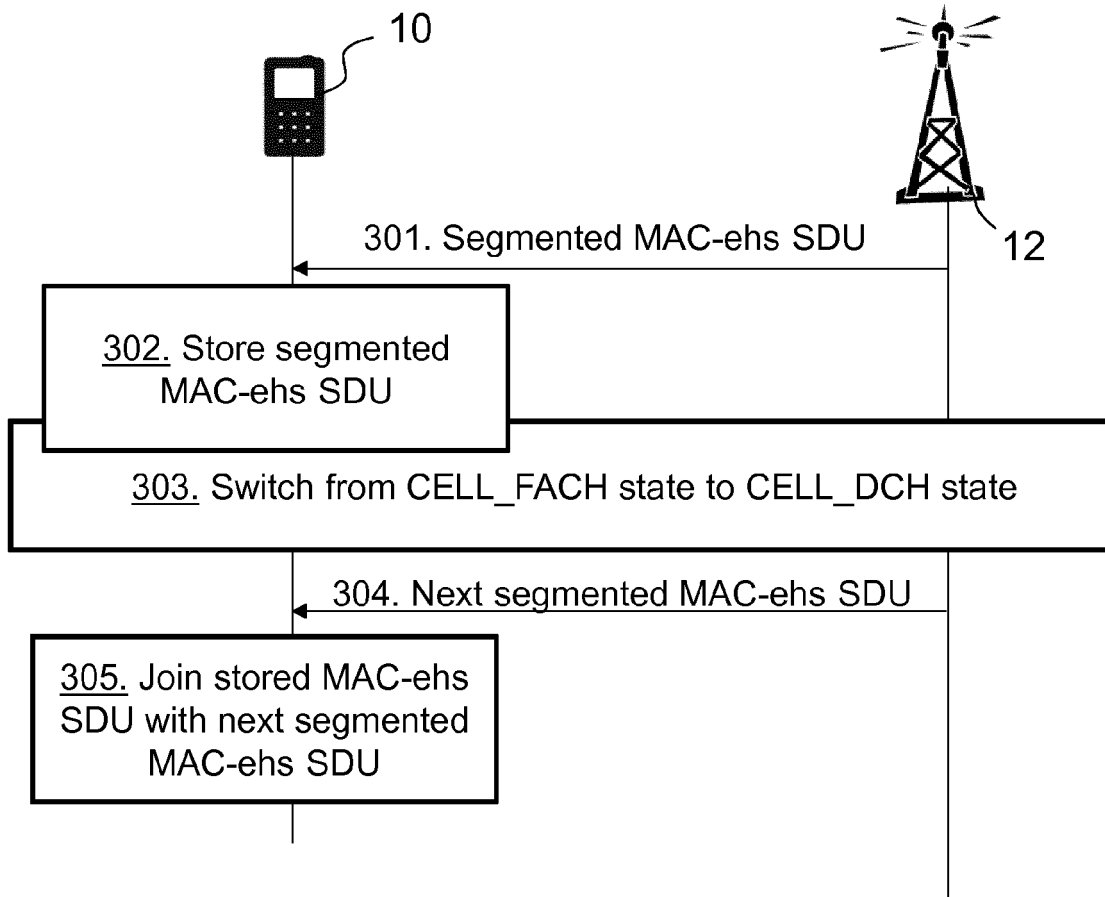 10
12
301. Segmented MAC-ehs SDU
302. Store segmented
MAC-ehs SDU
303. Switch from CELL_FACH state to CELL_DCH state
304. Next segmented MAC-ehs SDU
305. Join stored MAC-ehs
SDU with next segmented
MAC-ehs SDU